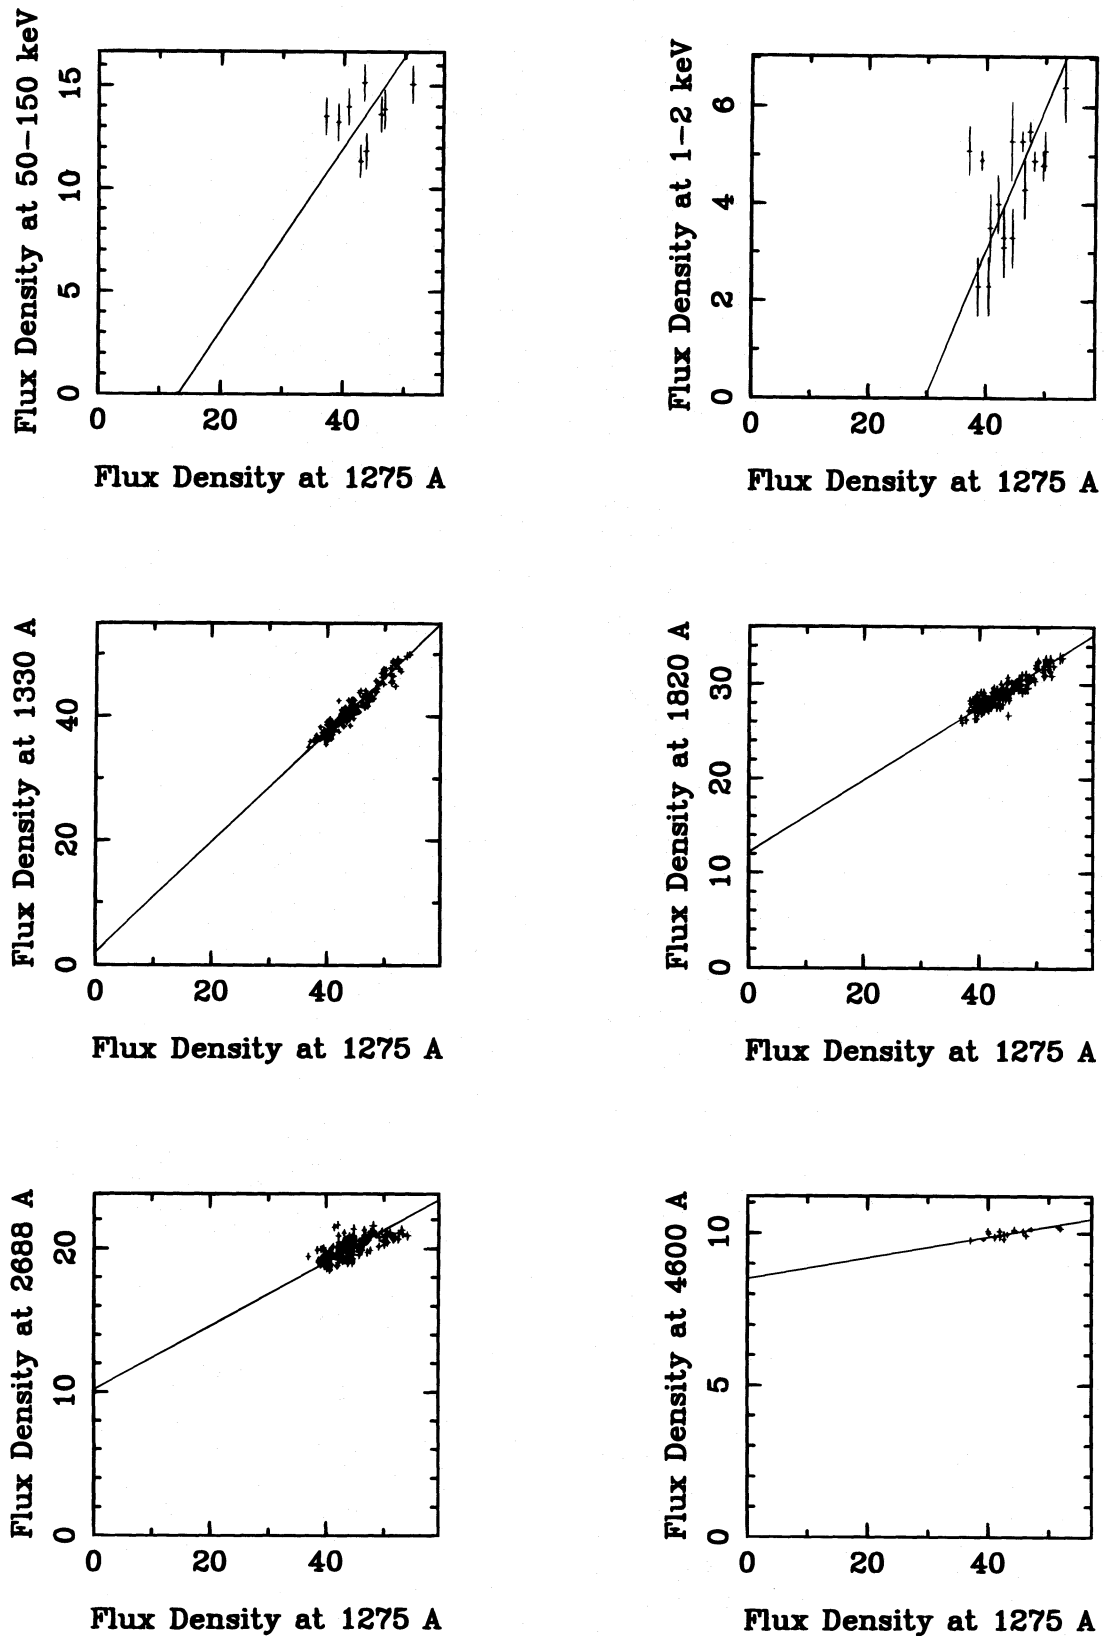 Flux Density at 50-150 keV
15
10
5
0
0 20 40
Flux Density at 1275 A
Flux Density at 1-2 keV
6
4
2
0
0 20 40
Flux Density at 1275 A
Flux Density at 1330 A
40
20
0
0 20 40
Flux Density at 1275 A
Flux Density at 1820 A
30
20
10
0
0 20 40
Flux Density at 1275 A
Flux Density at 2688 A
20
10
0
0 20 40
Flux Density at 1275 A
Flux Density at 4600 A
10
5
0
0 20 40
Flux Density at 1275 A